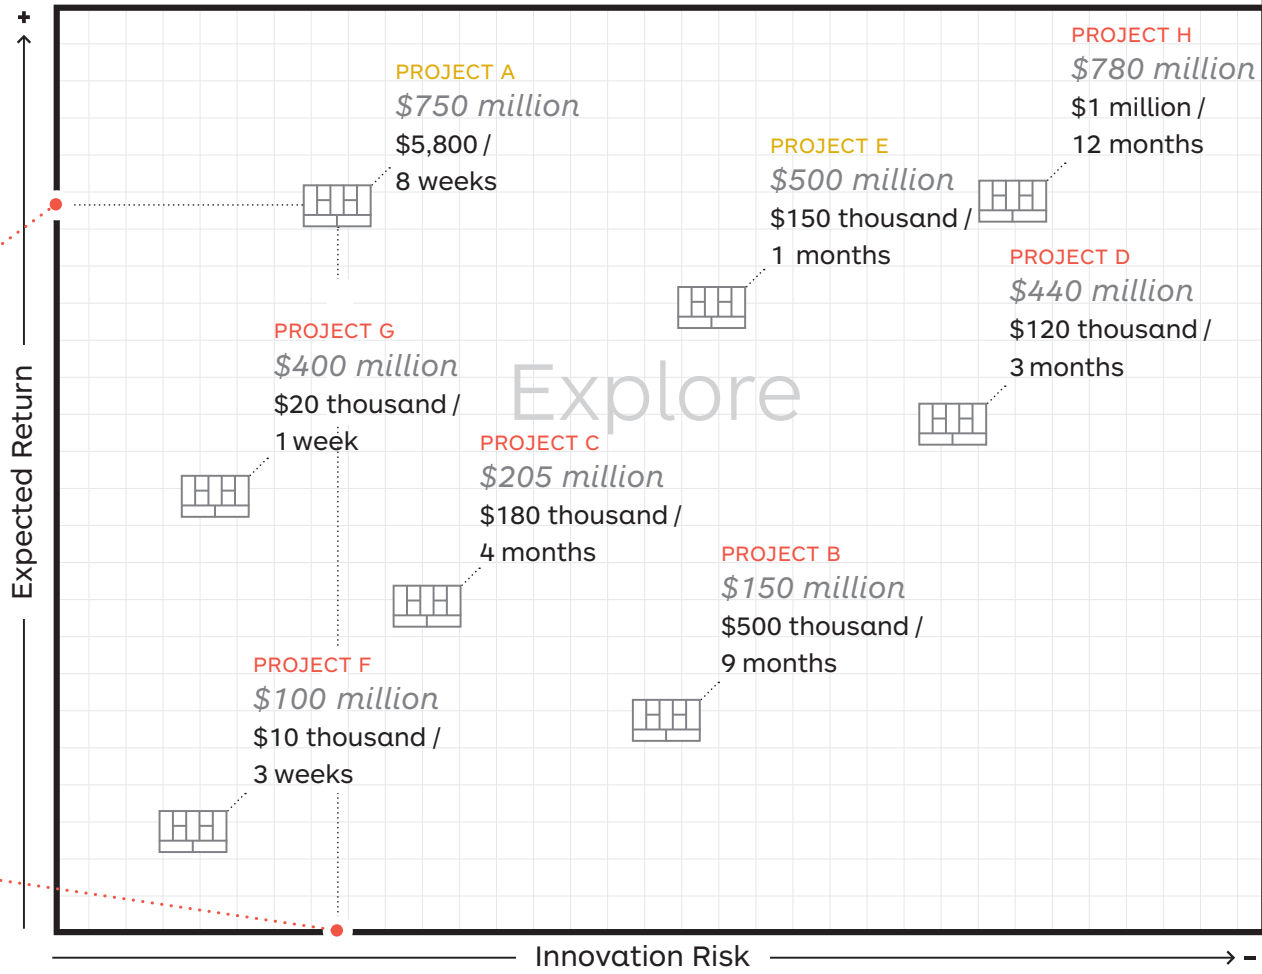 +
PROJECT H
$780 million
$1 million /
12 months
PROJECT A
$750 million
$5,800 /
8 weeks
PROJECT E
$500 million
$150 thousand /
1 months
PROJECT D
$440 million
$120 thousand /
3 months
PROJECT G
$400 million
$20 thousand /
1 week
Explore
PROJECT C
$205 million
$180 thousand /
4 months
PROJECT B
$150 million
$500 thousand /
9 months
PROJECT F
$100 million
$10 thousand /
3 weeks
Expected Return
Innovation Risk
-